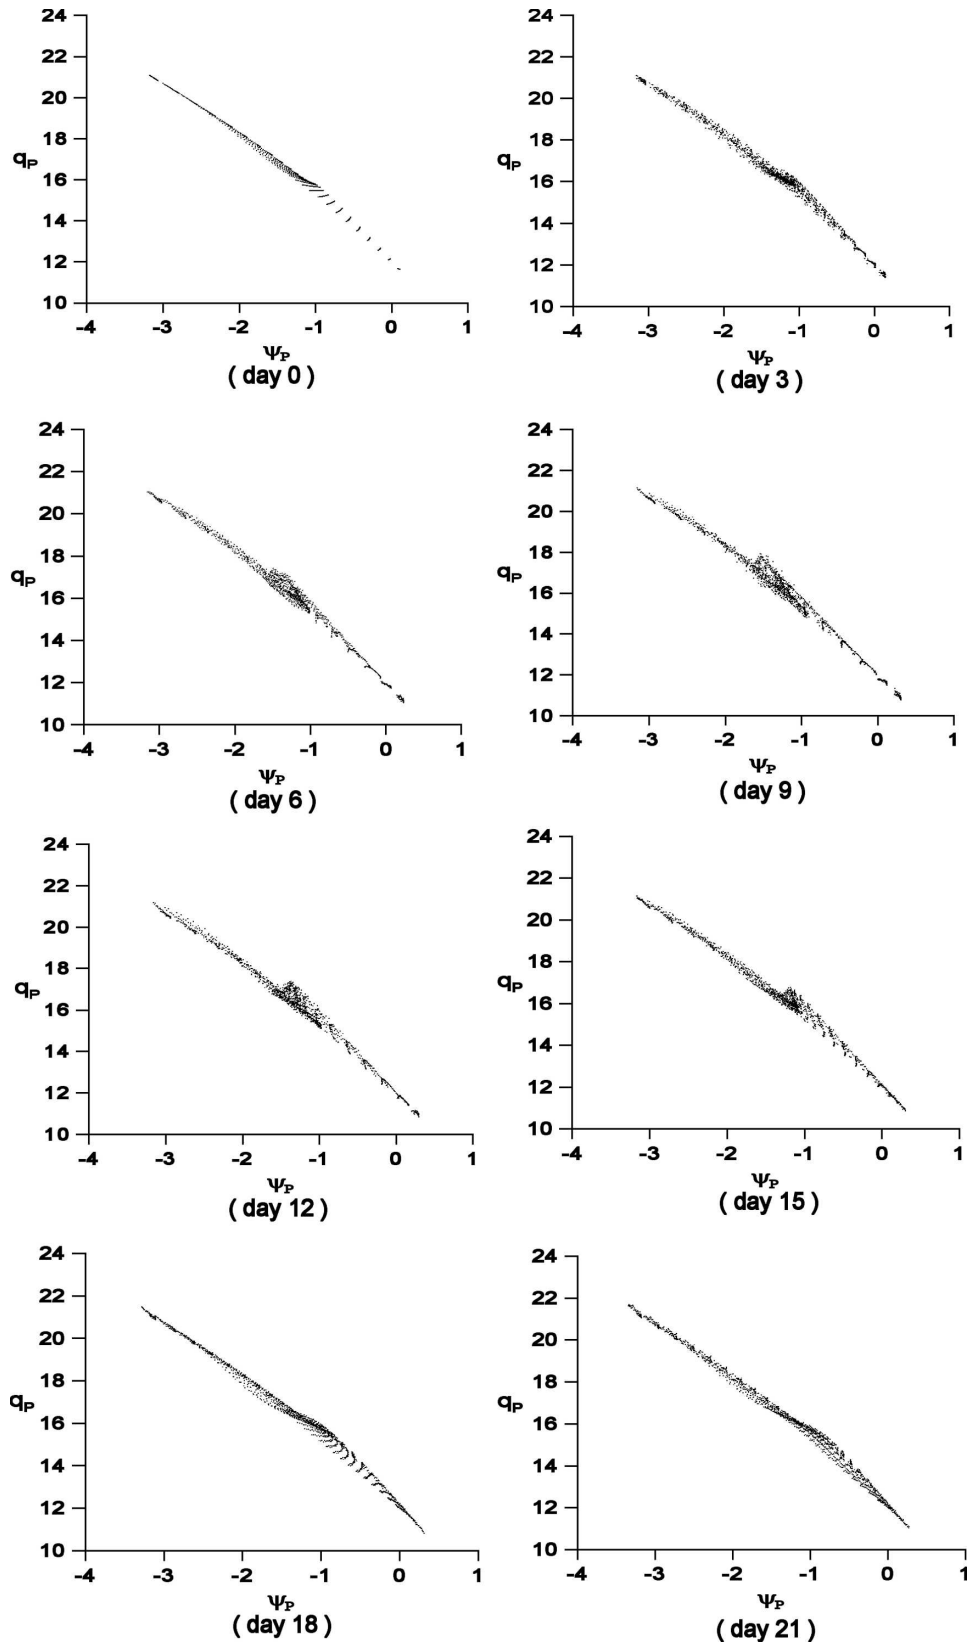 24
22
20
18
q_P
16
14
12
10
-4 -3 -2 -1 0 1
Ψ_P
( day 0 )
24
22
20
18
q_P
16
14
12
10
-4 -3 -2 -1 0 1
Ψ_P
( day 3 )
24
22
20
18
q_P
16
14
12
10
-4 -3 -2 -1 0 1
Ψ_P
( day 6 )
24
22
20
18
q_P
16
14
12
10
-4 -3 -2 -1 0 1
Ψ_P
( day 9 )
24
22
20
18
q_P
16
14
12
10
-4 -3 -2 -1 0 1
Ψ_P
( day 12 )
24
22
20
18
q_P
16
14
12
10
-4 -3 -2 -1 0 1
Ψ_P
( day 15 )
24
22
20
18
q_P
16
14
12
10
-4 -3 -2 -1 0 1
Ψ_P
( day 18 )
24
22
20
18
q_P
16
14
12
10
-4 -3 -2 -1 0 1
Ψ_P
( day 21 )